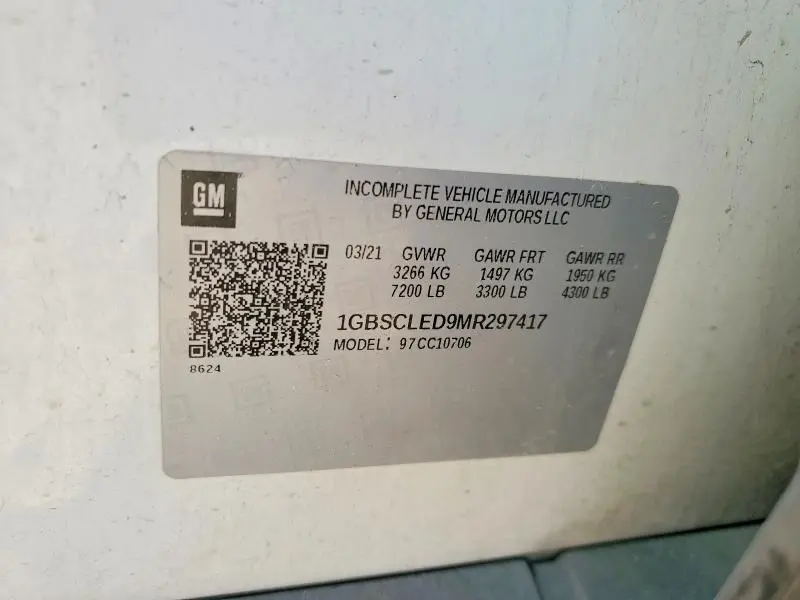 GM
INCOMPLETE VEHICLE MANUFACTURED
BY GENERAL MOTORS LLC
03/21 GVWR GAWR FRT GAWR RR
3266 KG 1497 KG 1950 KG
7200 LB 3300 LB 4300 LB
1GBSCLED9MR297417
MODEL: 97CC10706
8624